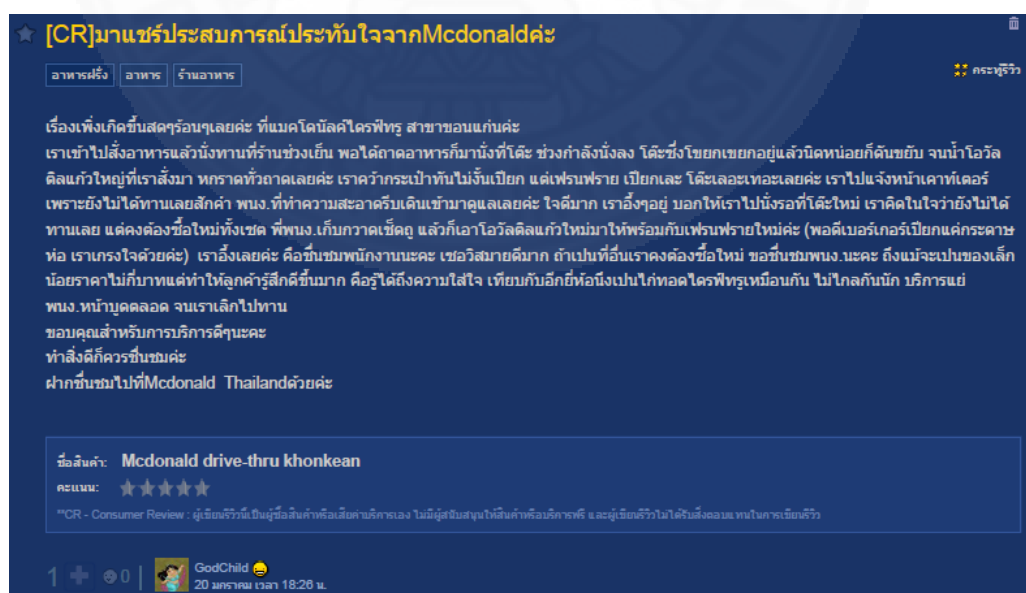 [CR]มาแชร์ประสบการณ์ประทับใจจากMcdonaldค่ะ
อาหารฝรั่ง อาหาร ร้านอาหาร
กระทู้รีวิว
เรื่องเพิ่งเกิดขึ้นสดๆร้อนๆเลยค่ะ ที่แมคโดนัลค์ไดรฟ์ทรู สาขาขอนแก่นค่ะ
เราเข้าไปสั่งอาหารแล้วนั่งทานที่ร้านช่วงเย็น พอได้ถาดอาหารก็มานั่งที่โต๊ะ ช่วงกำลังนั่งลง โต๊ะซึ่งโขยกเขยกอยู่แล้วนิดหน่อยก็ดันขยับ จนน้ำโอวัล
ติลแก้วใหญ่ที่เราสั่งมา หกราดทั่วถาดเลยค่ะ เราคว้ากระเป๋าทันไม่งั้นเปียก แต่เฟรนฟราย เปียกเละ โต๊ะเลอะเทอะเลยค่ะ เราไปแจ้งหน้าเคาท์เตอร์
เพราะยังไม่ได้ทานเลยสักคำ พนง.ที่ทำความสะอาดรีบเดินเข้ามาดูแลเลยค่ะ ใจดีมาก เราอึ้งๆอยู่ บอกให้เราไปนั่งรอที่โต๊ะใหม่ เราคิดในใจว่ายังไม่ได้
ทานเลย แต่คงต้องซื้อใหม่ทั้งเซต พี่พนง.เก็บกวาดเช็ดถู แล้วก็เอาโอวัลติลแก้วใหม่มาให้พร้อมกับเฟรนฟรายใหม่ค่ะ (พอดีเบอร์เกอร์เปียกแค่กระดาษ
ห่อ เราเกรงใจด้วยค่ะ) เราอึ้งเลยค่ะ คือชื่นชมพนักงานนะคะ เซอวิสมายดีมาก ถ้าเปนที่อื่นเราคงต้องซื้อใหม่ ขอชื่นชมพนง.นะคะ ถึงแม้จะเปนของเล็ก
น้อยราคาไม่กี่บาทแต่ทำให้ลูกค้ารู้สึกดีขึ้นมาก คือรู้ได้ถึงความใส่ใจ เทียบกับอีกยี่ห้อนึงเปนไก่ทอดไดรฟ์ทรูเหมือนกัน ไม่ไกลกันนัก บริการแย่
พนง.หน้าบูดตลอด จนเราเลิกไปทาน
ขอบคุณสำหรับการบริการดีๆนะคะ
ทำสิ่งดีก็ควรชื่นชมค่ะ
ฝากชื่นชมไปที่Mcdonald Thailandด้วยค่ะ
ชื่อสินค้า: Mcdonald drive-thru khonkean
คะแนน:
**CR - Consumer Review : ผู้เขียนรีวิวนี้เป็นผู้ซื้อสินค้าหรือเสียค่าบริการเอง ไม่มีผู้สนับสนุนให้สินค้าหรือบริการฟรี และผู้เขียนรีวิวไม่ได้รับสิ่งตอบแทนในการเขียนรีวิว
1 0
GodChild
20 มกราคม เวลา 18:26 น.